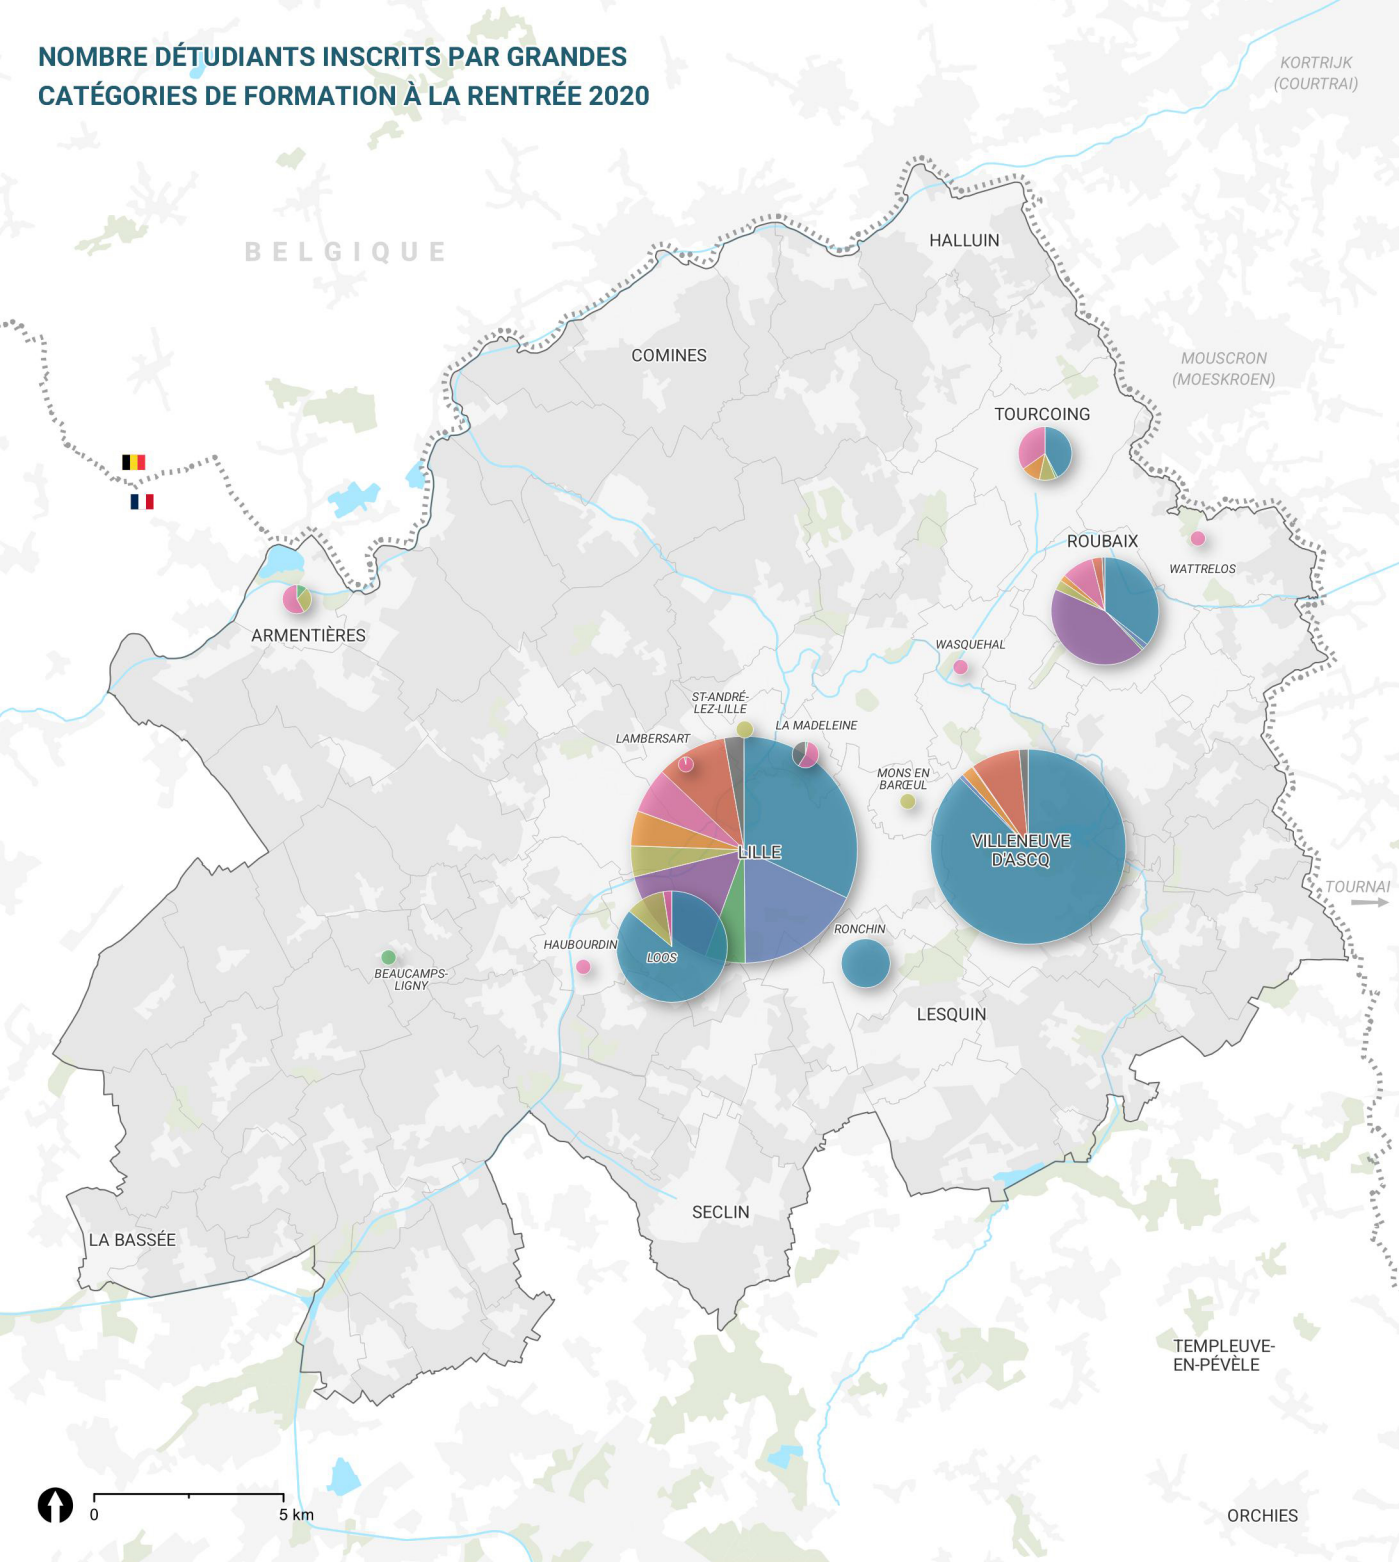 NOMBRE DÉTUDIANTS INSCRITS PAR GRANDES
CATÉGORIES DE FORMATION À LA RENTRÉE 2020
KORTRIJK
(COURTRAI)
BELGIQUE
HALLUIN
COMINES
MOUSCRON
(MOESKROEN)
TOURCOING
ROUBAIX
WATTRELOS
ARMENTIÈRES
WASQUEHAL
ST-ANDRÉ-
LEZ-LILLE
LA MADELEINE
LAMBERSART
MONS EN
BARŒUL
LILLE
VILLENEUVE
D'ASCQ
TOURNAI
RONCHIN
HAUBOURDIN
LOOS
BEAUCAMPS-
LIGNY
LESQUIN
SECLIN
LA BASSÉE
TEMPLEUVE-
EN-PÉVÈLE
0
5 km
ORCHIES